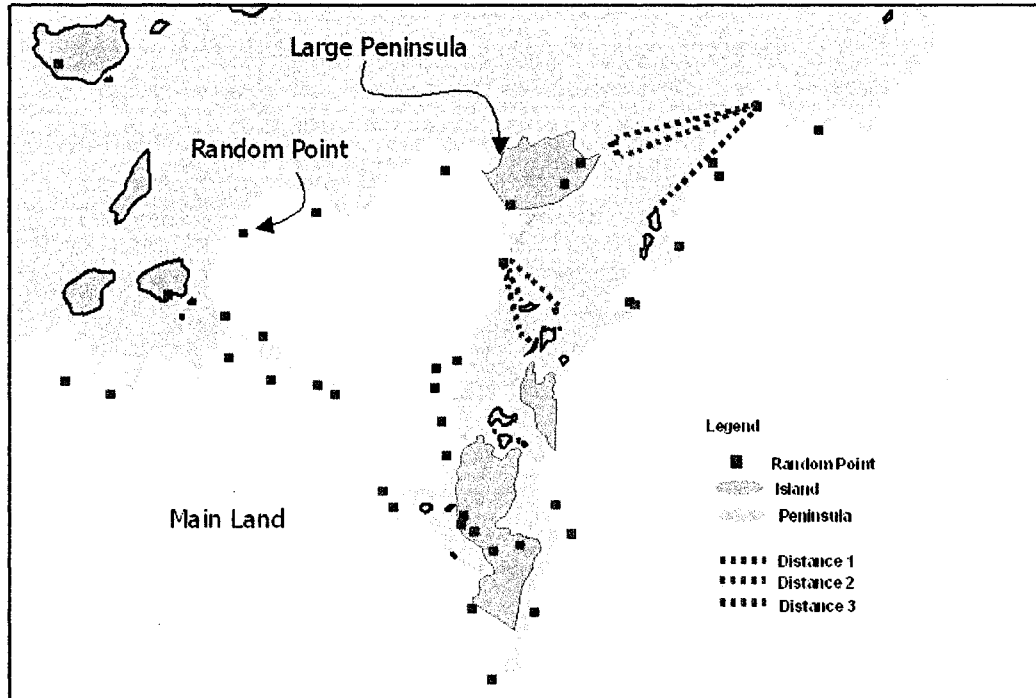 Large Peninsula
Random Point
Main Land
Legend
Random Point
Island
Peninsula
Distance 1
Distance 2
Distance 3